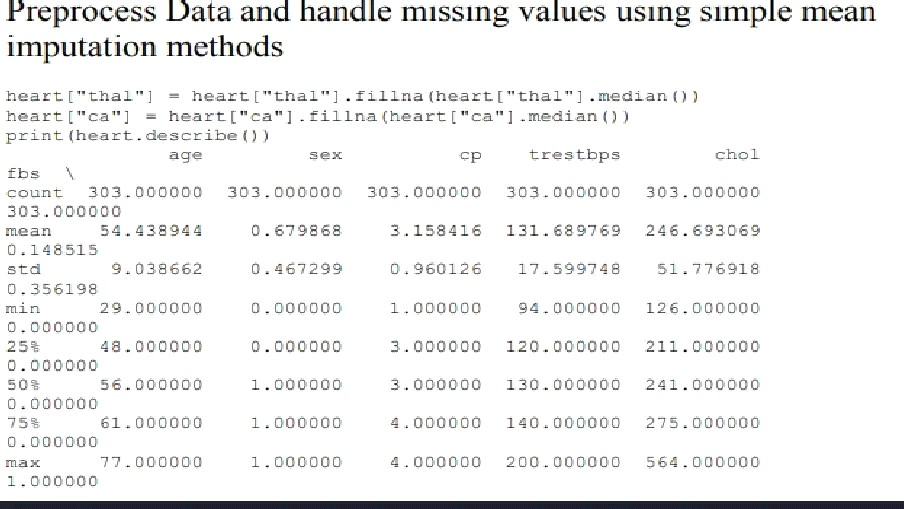 Preprocess Data and handle missing values using simple mean
imputation methods
heart["thal"] = heart["thal"].fillna(heart["thal"].median())
heart["ca"] = heart["ca"].fillna(heart["ca"].median())
print(heart.describe())
age sex cp trestbps chol
fbs \
count 303.000000 303.000000 303.000000 303.000000 303.000000
303.000000
mean 54.438944 0.679868 3.158416 131.689769 246.693069
0.148515
std 9.038662 0.467299 0.960126 17.599748 51.776918
0.356198
min 29.000000 0.000000 1.000000 94.000000 126.000000
0.000000
25% 48.000000 0.000000 3.000000 120.000000 211.000000
0.000000
50% 56.000000 1.000000 3.000000 130.000000 241.000000
0.000000
75% 61.000000 1.000000 4.000000 140.000000 275.000000
0.000000
max 77.000000 1.000000 4.000000 200.000000 564.000000
1.000000